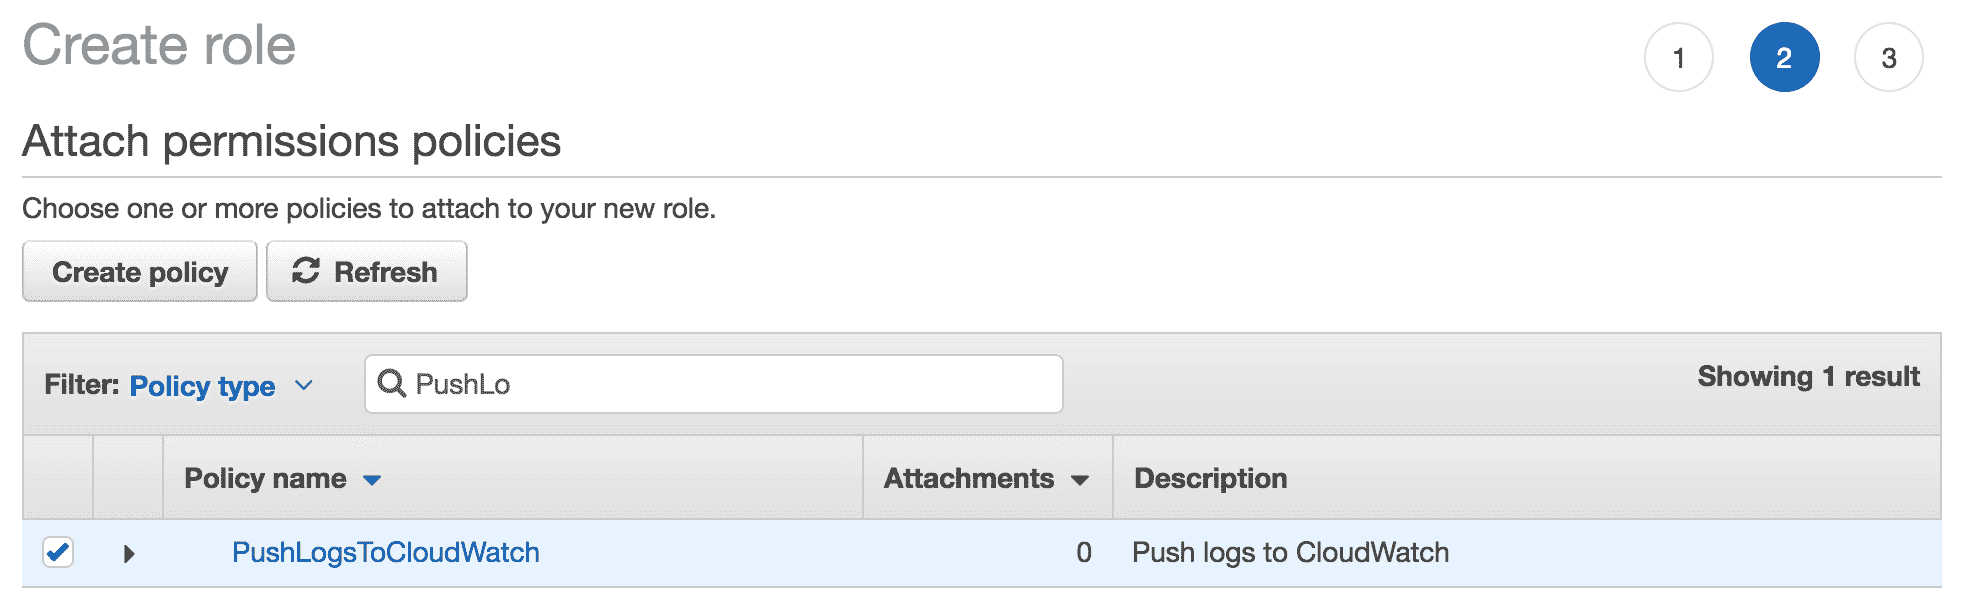 Create role
1 2 3
Attach permissions policies
Choose one or more policies to attach to your new role.
Create policy Refresh
Filter: Policy type PushLo Showing 1 result
Policy name Attachments Description
PushLogsToCloudWatch 0 Push logs to CloudWatch